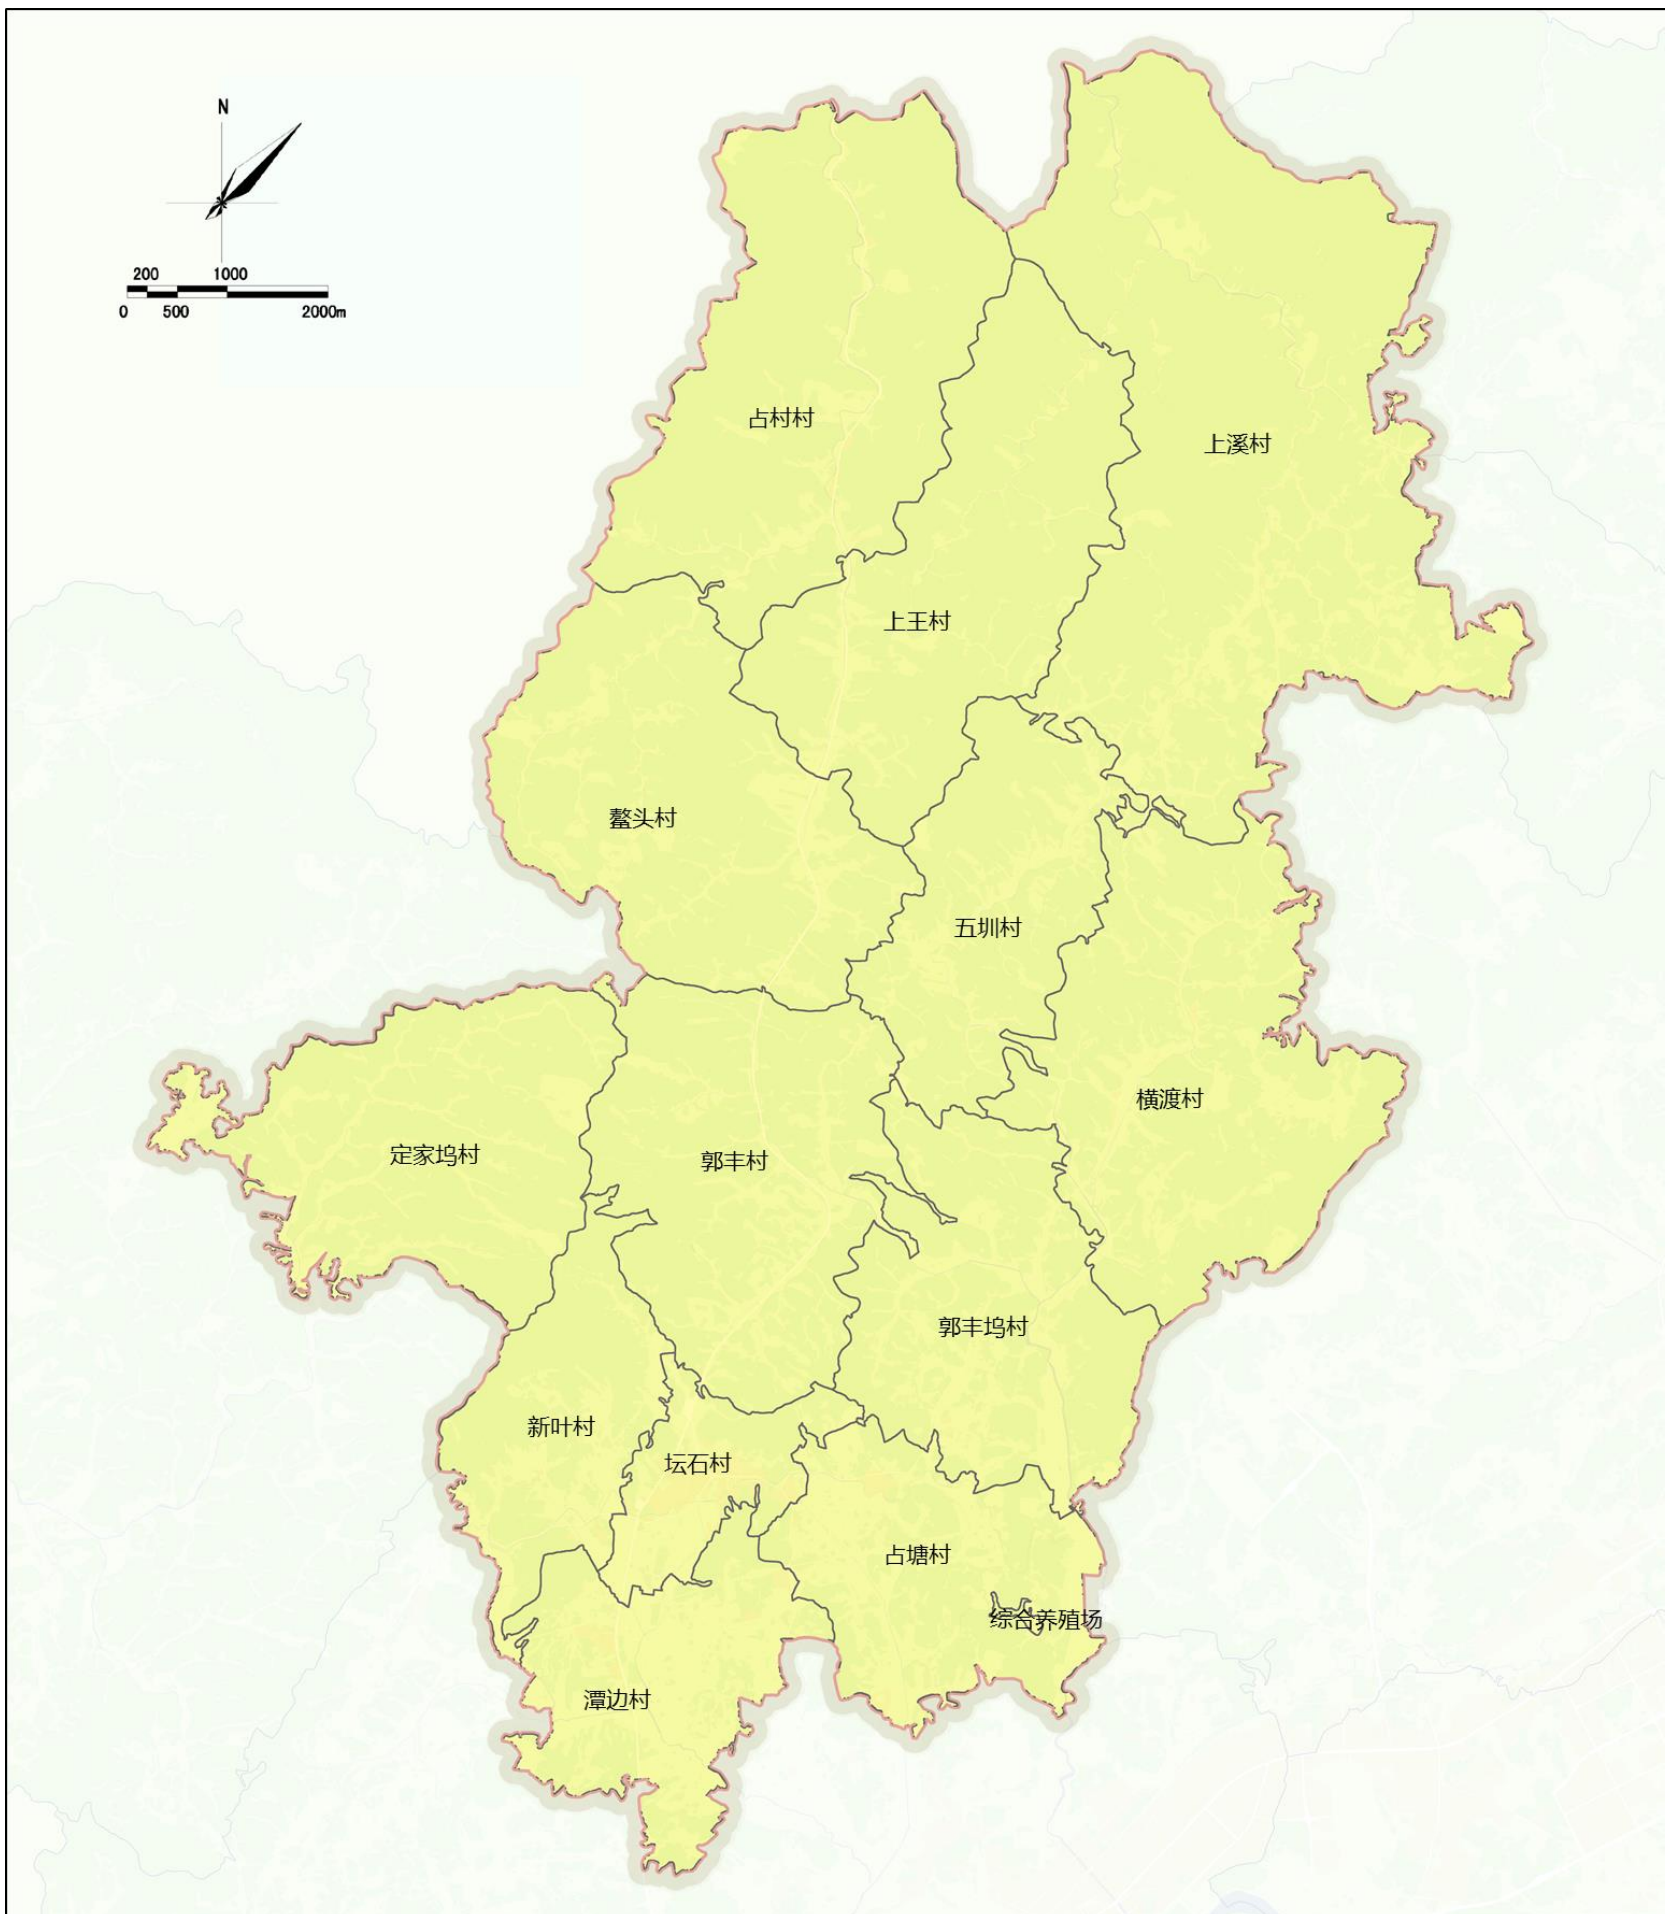 N
200 1000
0 500 2000m
占村村
上溪村
上王村
鳌头村
五圳村
横渡村
定家坞村
郭丰村
郭丰坞村
新叶村
坛石村
占塘村
综合养殖场
潭边村